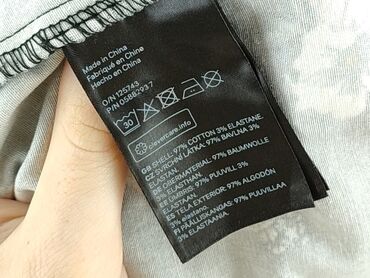 Made in China
Fabriqué en Chine
Hecho en China
O/N 125743
P/N 05882937
30
clevercare.info
GB SHELL: 97% COTTON 3% ELASTANE.
CZ SVRCHNÍ LÁTKA: 97% BAVLNA 3%
ELASTAN.
DE OBERMATERIAL: 97% BAUMWOLLE
3% ELASTHAN.
EE ÜMBRIS: 97% PUUVILL 3%
ELASTAAN.
ES TELA EXTERIOR: 97% ALGODÓN
3% elastano.
FI PÄÄLLISKANGAS: 97% PUUVILLAA
3% ELASTAANIA.